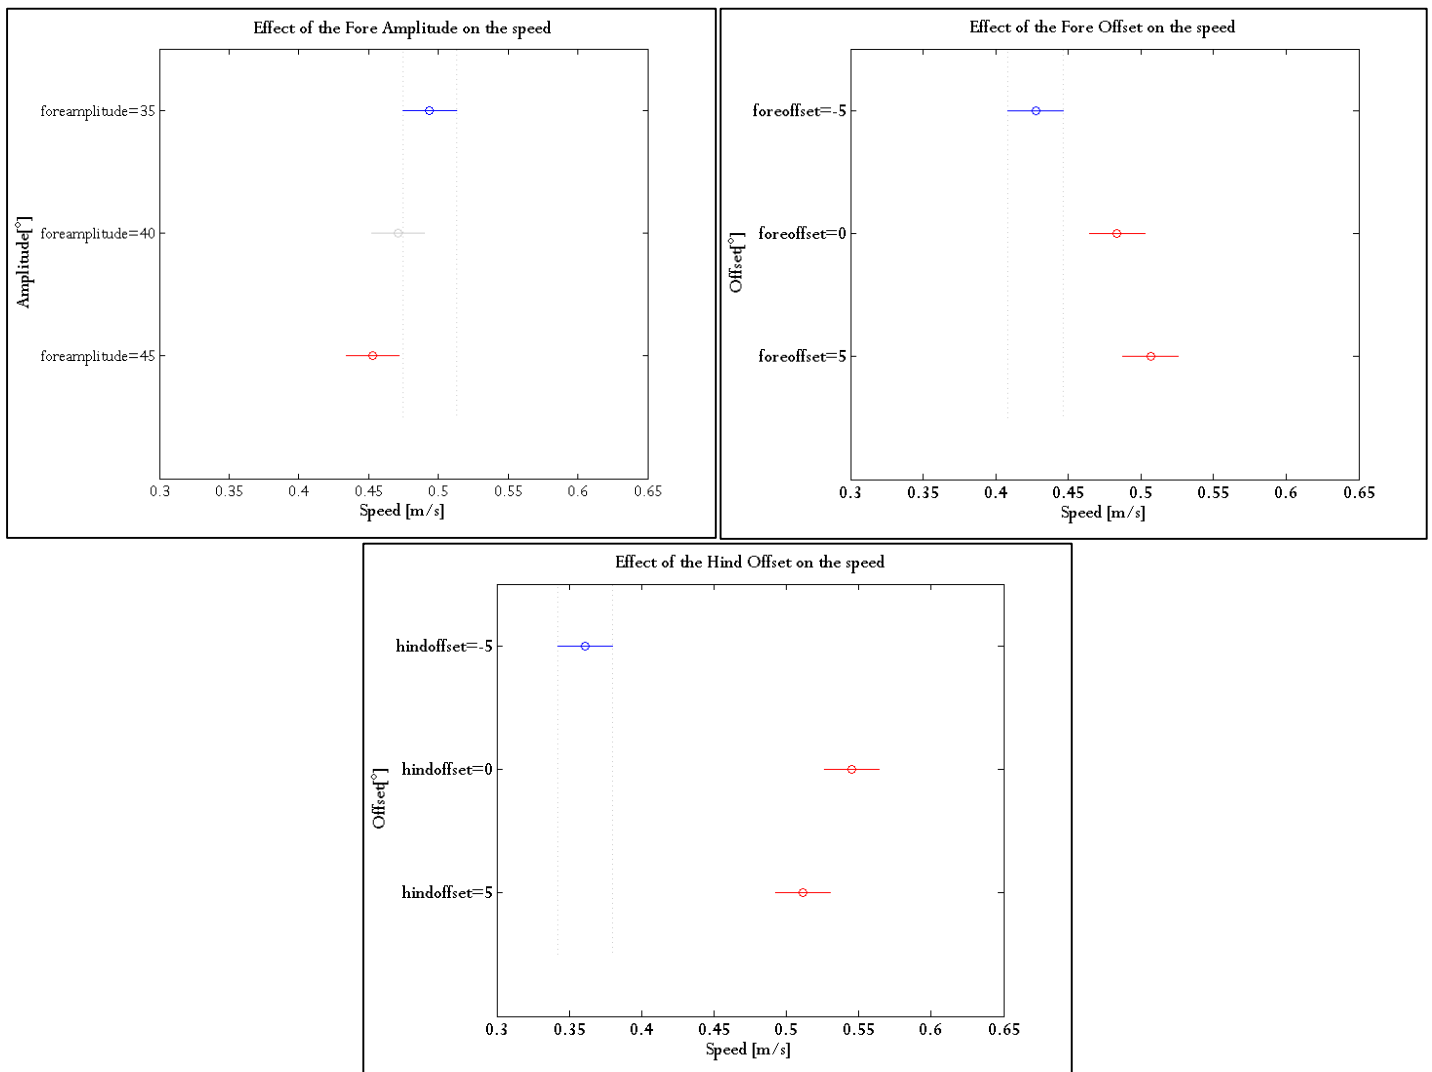 Effect of the Fore Amplitude on the speed
foreamplitude=35
foreamplitude=40
foreamplitude=45
Amplitude[°]
0.3 0.35 0.4 0.45 0.5 0.55 0.6 0.65
Speed [m/s]
Effect of the Fore Offset on the speed
foreoffset=-5
foreoffset=0
foreoffset=5
Offset[°]
0.3 0.35 0.4 0.45 0.5 0.55 0.6 0.65
Speed [m/s]
Effect of the Hind Offset on the speed
hindoffset=-5
hindoffset=0
hindoffset=5
Offset[°]
0.3 0.35 0.4 0.45 0.5 0.55 0.6 0.65
Speed [m/s]